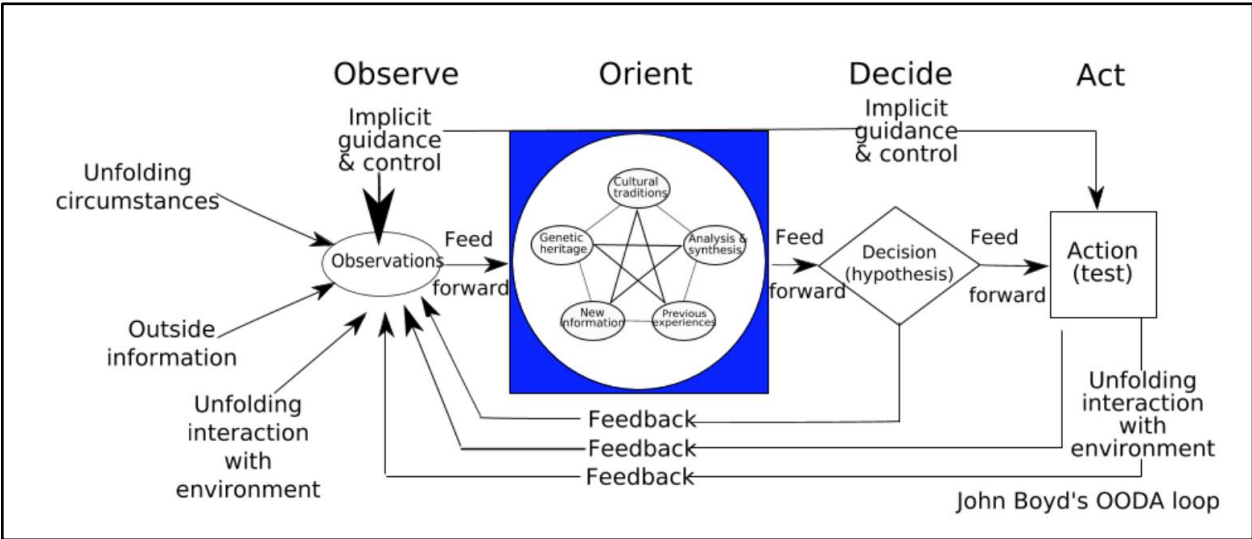 Observe
Orient
Decide
Act
Implicit
guidance
& control
Implicit
guidance
& control
Unfolding
circumstances
Observations
Outside
information
Unfolding
interaction
with
environment
Feed
forward
Cultural
traditions
Genetic
heritage
Analysis &
synthesis
New
information
Previous
experiences
Feed
forward
Decision
(hypothesis)
Feed
forward
Action
(test)
Unfolding
interaction
with
environment
Feedback
Feedback
Feedback
John Boyd's OODA loop